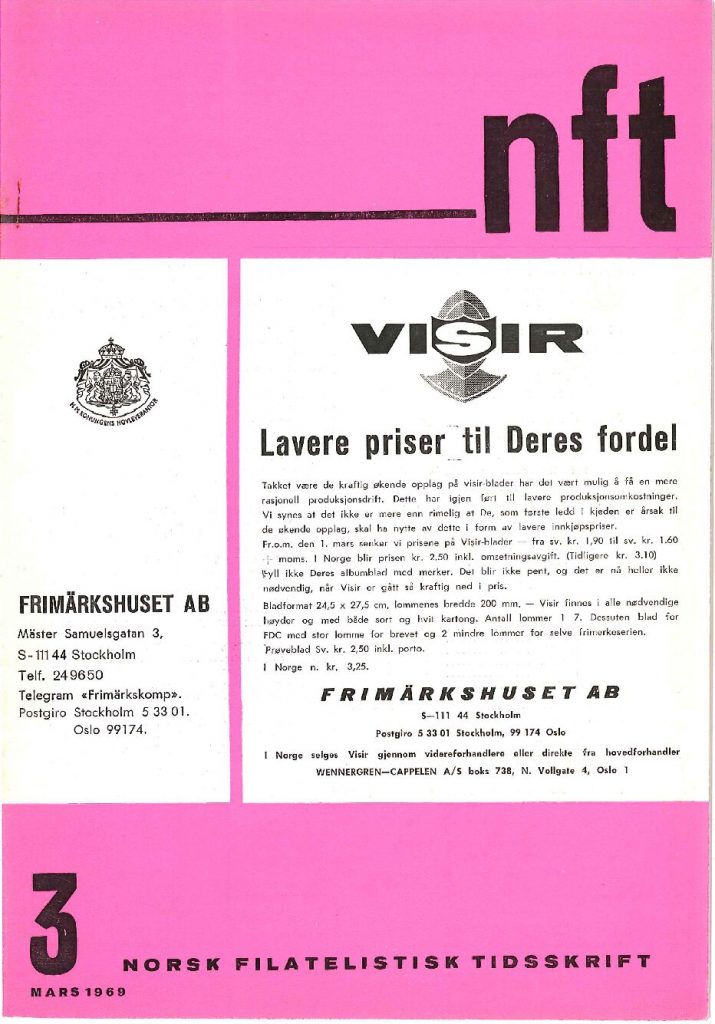 nft
H.M. KONUNGENS HOVLEVERANTÖR
FRIMÄRKSHUSET AB
Mäster Samuelsgatan 3,
S-111 44 Stockholm
Telf. 249650
Telegram «Frimärkskomp».
Postgiro Stockholm 5 33 01.
Oslo 99174.
VISIR
Lavere priser til Deres fordel
Takket være de kraftig økende opplag på visir-blader har det vært mulig å få en mere
rasjonell produksjonsdrift. Dette har igjen ført til lavere produksjonsomkostninger.
Vi synes at det ikke er mere enn rimelig at De, som første ledd i kjeden er årsak til
de økende opplag, skal ha nytte av dette i form av lavere innkjøpspriser.
Fr.o.m. den 1. mars senker vi prisene på Visir-blader – fra sv. kr. 1,90 til sv. kr. 1.60
-|- moms. I Norge blir prisen kr. 2.50 inkl. omsetningsavgift. (Tidligere kr. 3.10)
Fyll ikke Deres albumblad med merker. Det blir ikke pent, og det er nå heller ikke
nødvendig, når Visir er gått så kraftig ned i pris.
Bladformat 24,5 x 27,5 cm, lommenes bredde 200 mm. — Visir finnes i alle nødvendige
høyder og med både sort og hvit kartong. Antall lommer 1 7. Dessuten blad for
FDC med stor lomme for brevet og 2 mindre lommer for selve frimerkeserien.
Prøveblad Sv. kr. 2,50 inkl. porto.
I Norge n. kr. 3,25.
FRIMÄRKSHUSET AB
S—111 44 Stockholm
Postgiro 5 33 01 Stockholm, 99 174 Oslo
I Norge selges Visir gjennom videreforhandlere eller direkte fra hovedforhandler
WENNERGREN—CAPPELEN A/S boks 738, N. Vollgate 4, Oslo 1
3
NORSK FILATELISTISK TIDSSKRIFT
MARS 1969